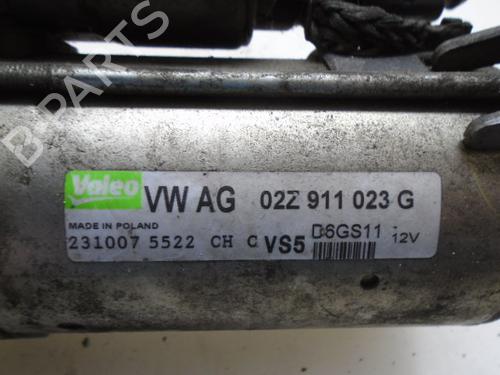 B-PARTS
Valeo VW AG 02Z 911 023 G
MADE IN POLAND
231007 5522 CH C VS5 D6GS11 - 12V